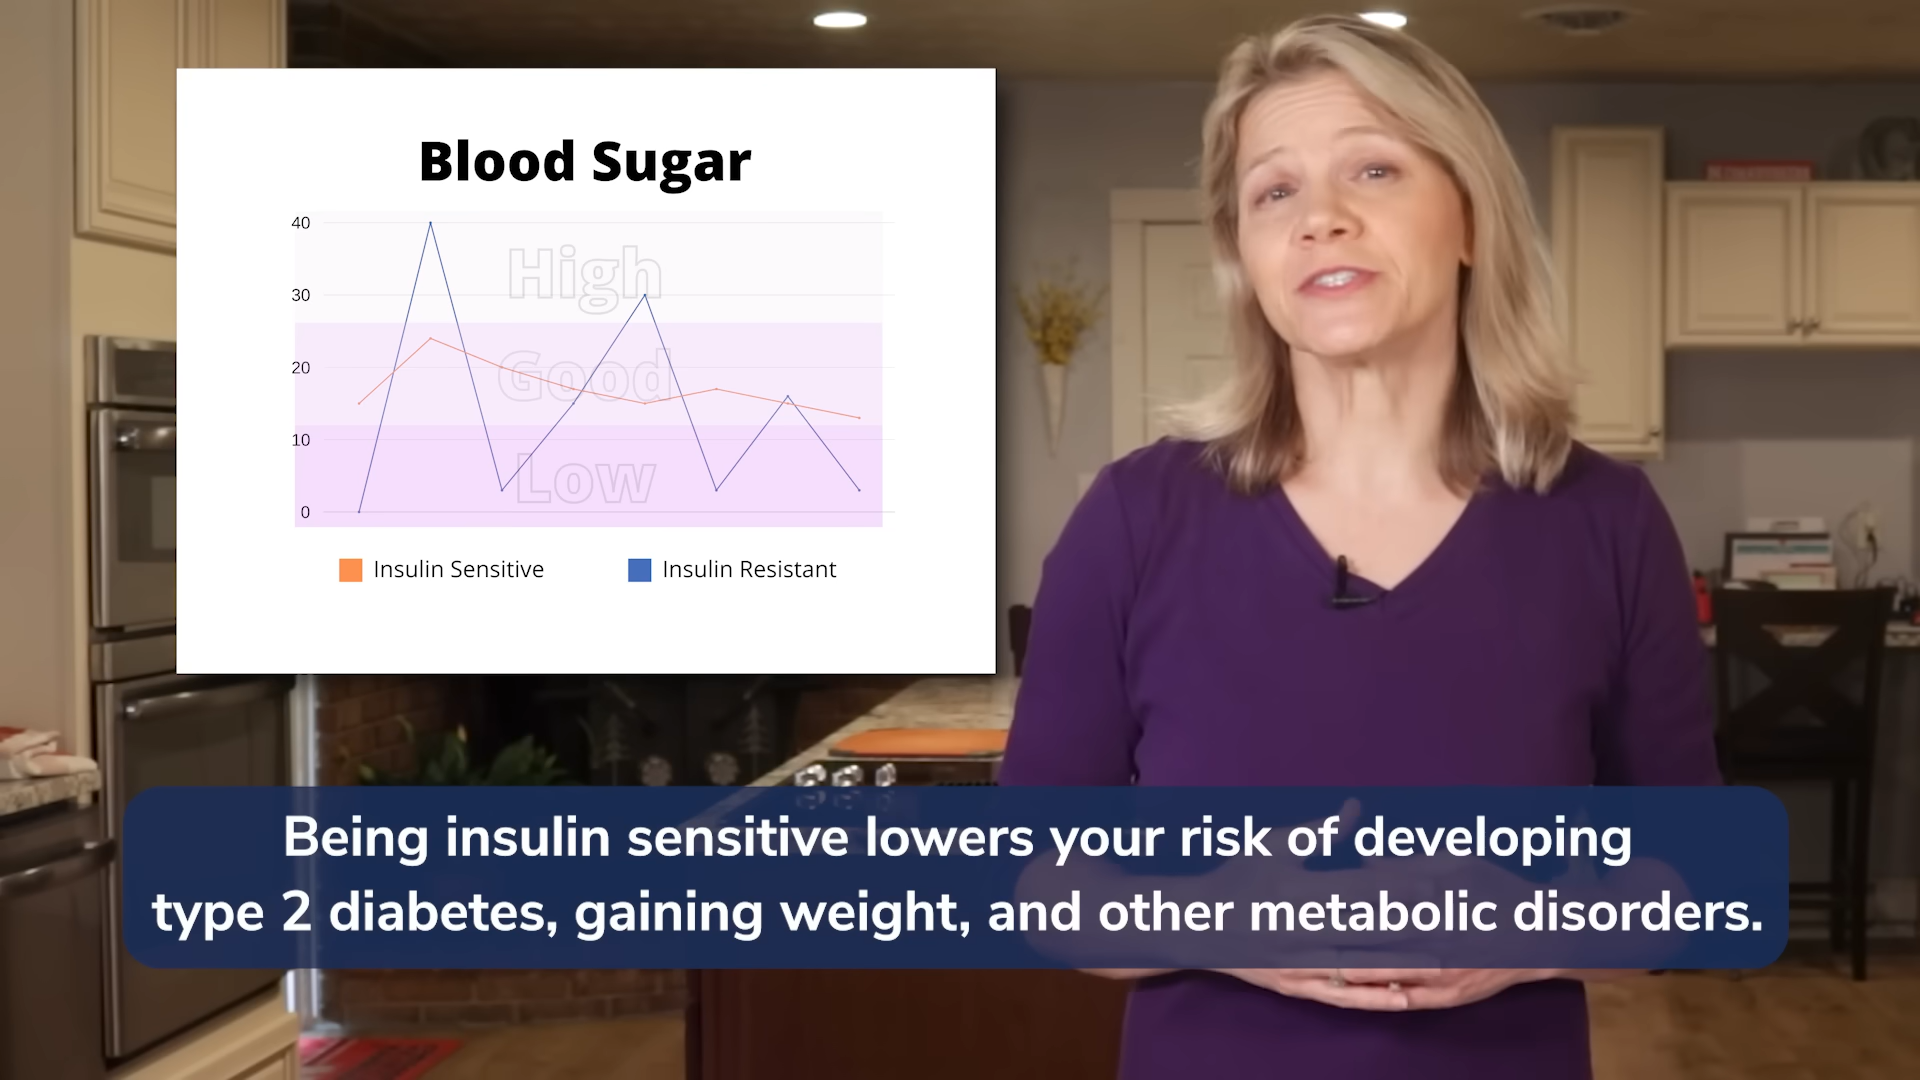 Blood Sugar
40
High
30
20
Good
10
Low
0
Insulin Sensitive
Insulin Resistant
Being insulin sensitive lowers your risk of developing
type 2 diabetes, gaining weight, and other metabolic disorders.